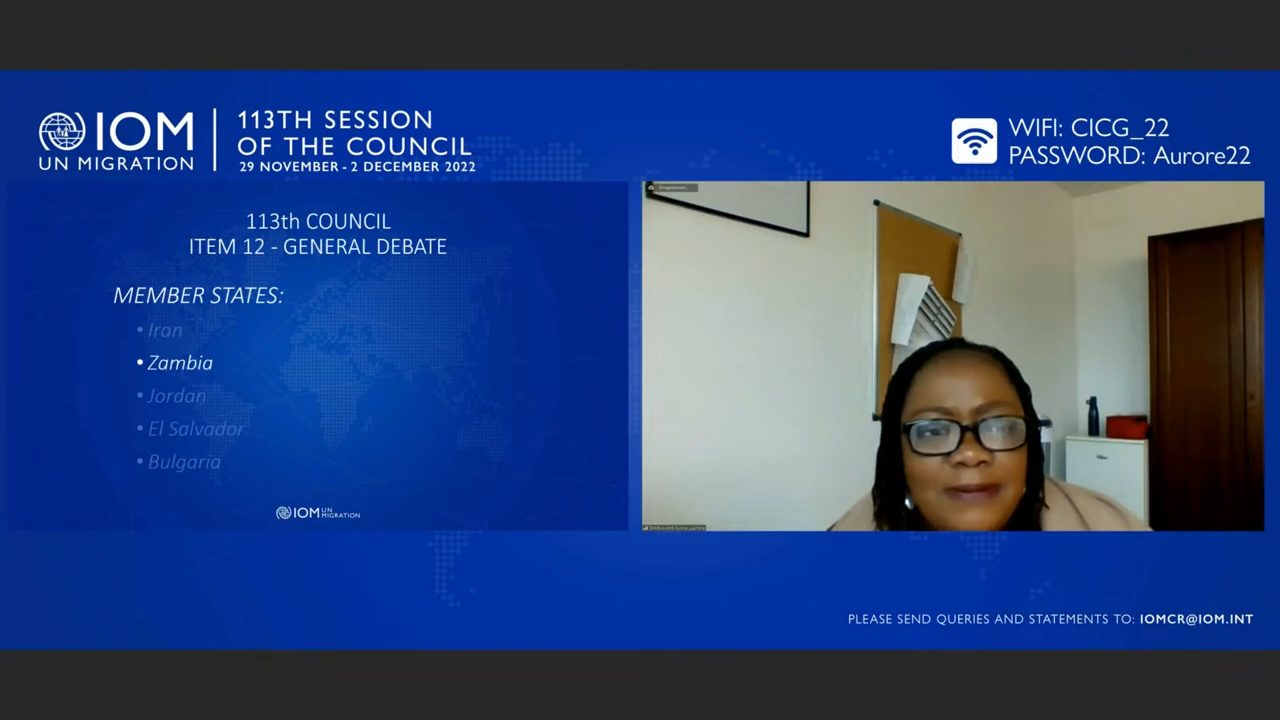 IOM
UN MIGRATION
113TH SESSION
OF THE COUNCIL
29 NOVEMBER - 2 DECEMBER 2022
WIFI: CICG_22
PASSWORD: Aurore22
113th COUNCIL
ITEM 12 - GENERAL DEBATE
MEMBER STATES:
• Iran
• Zambia
• Jordan
• El Salvador
• Bulgaria
IOM UN
MIGRATION
PLEASE SEND QUERIES AND STATEMENTS TO: IOMCR@IOM.INT